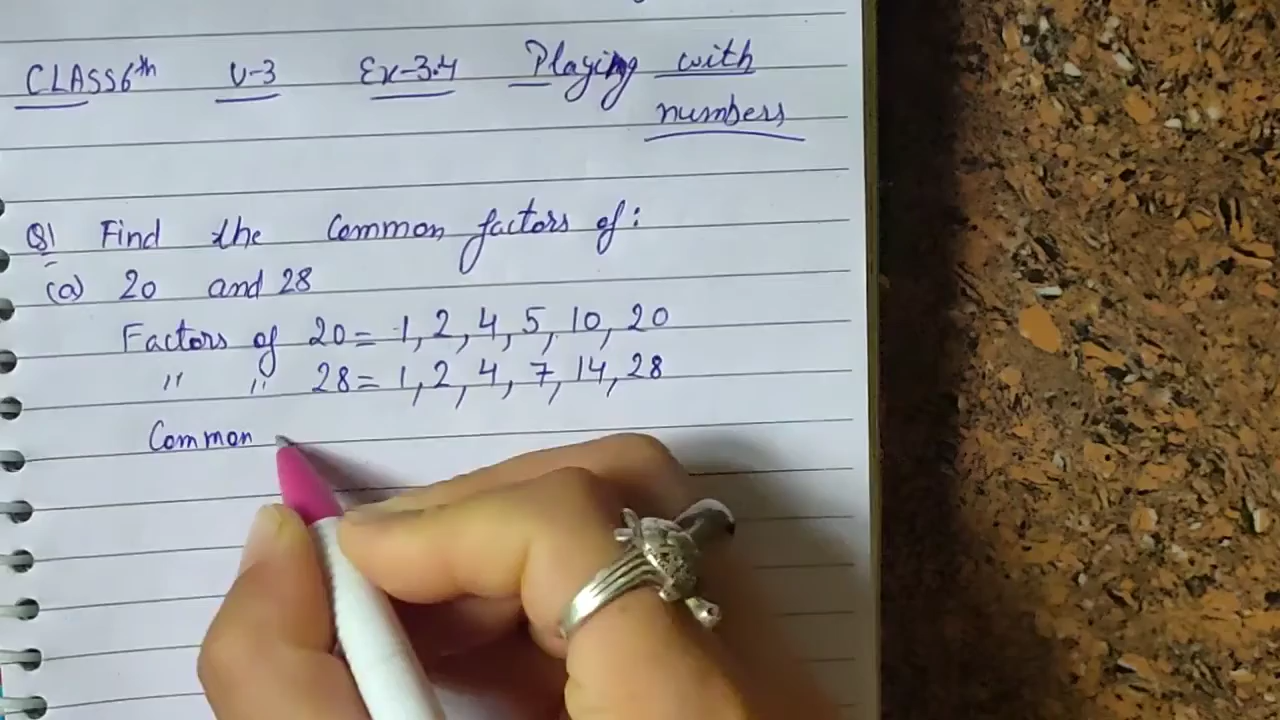 CLASS 6th U-3 Ex-3.4 Playing with
numbers
Q1 Find the Common factors of:
(a) 20 and 28
Factors of 20 = 1, 2, 4, 5, 10, 20
" " 28 = 1, 2, 4, 7, 14, 28
Common